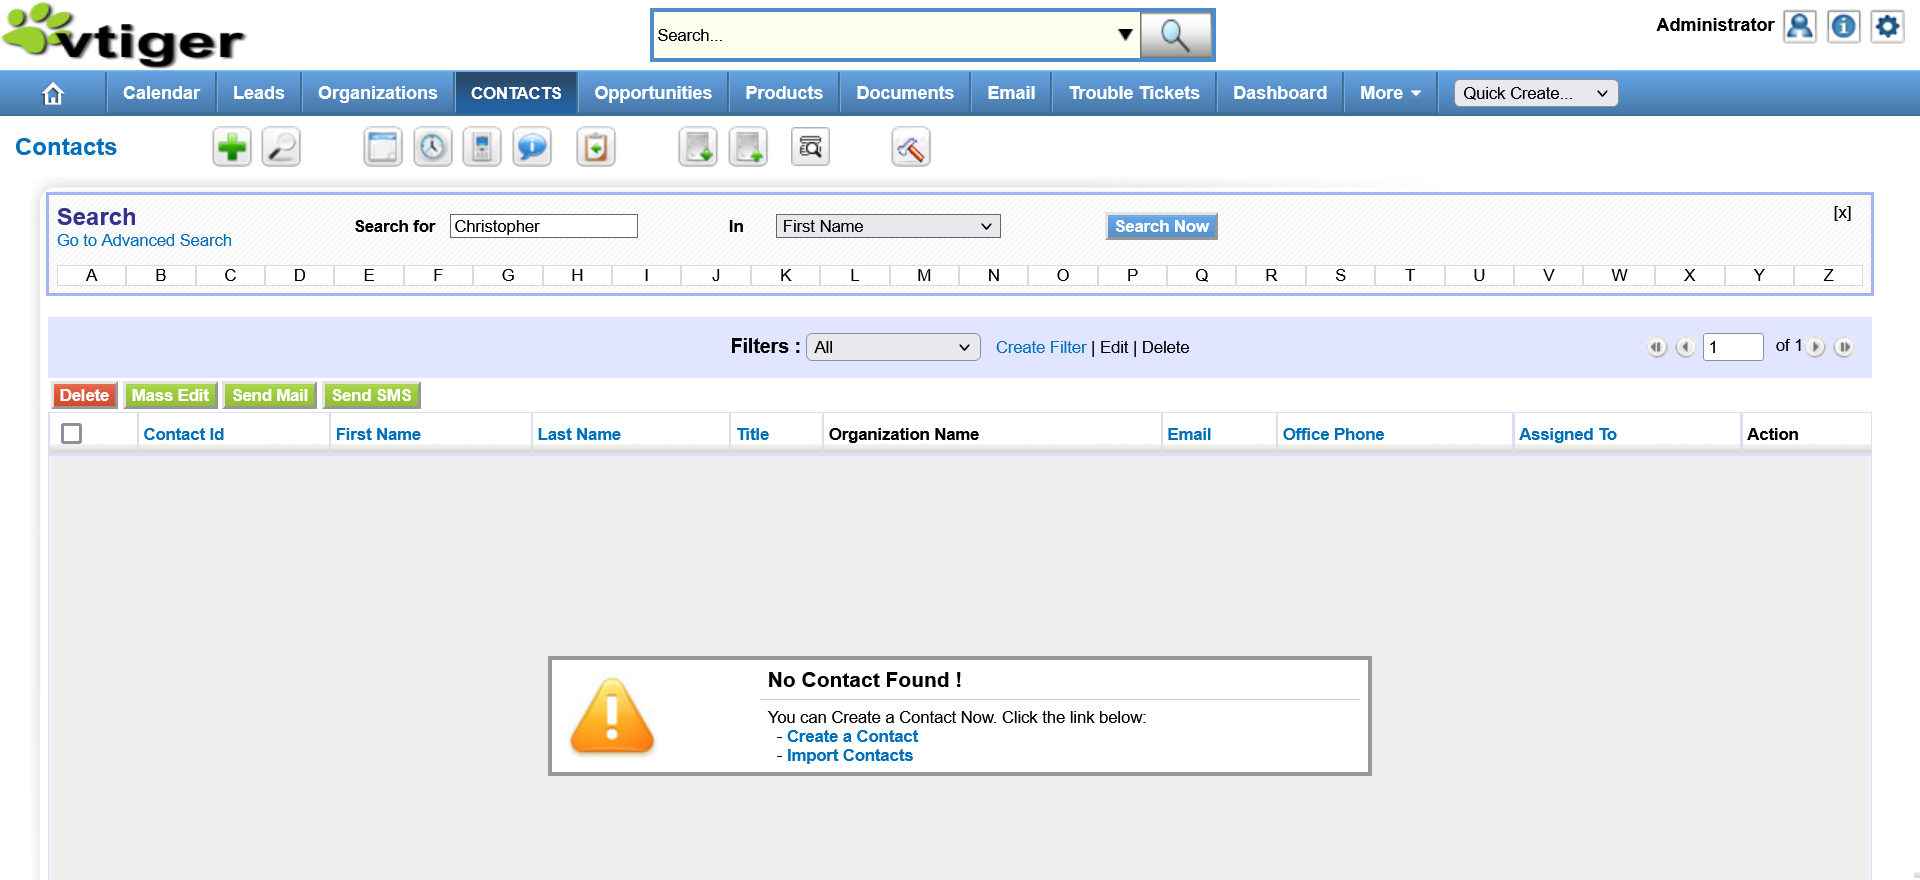 vtiger
Search...
Administrator
Calendar Leads Organizations CONTACTS Opportunities Products Documents Email Trouble Tickets Dashboard More Quick Create...
Contacts
Search
Go to Advanced Search
Search for Christopher In First Name Search Now [x]
A B C D E F G H I J K L M N O P Q R S T U V W X Y Z
Filters : All Create Filter | Edit | Delete 1 of 1
Delete Mass Edit Send Mail Send SMS
Contact Id First Name Last Name Title Organization Name Email Office Phone Assigned To Action
No Contact Found !
You can Create a Contact Now. Click the link below:
- Create a Contact
- Import Contacts